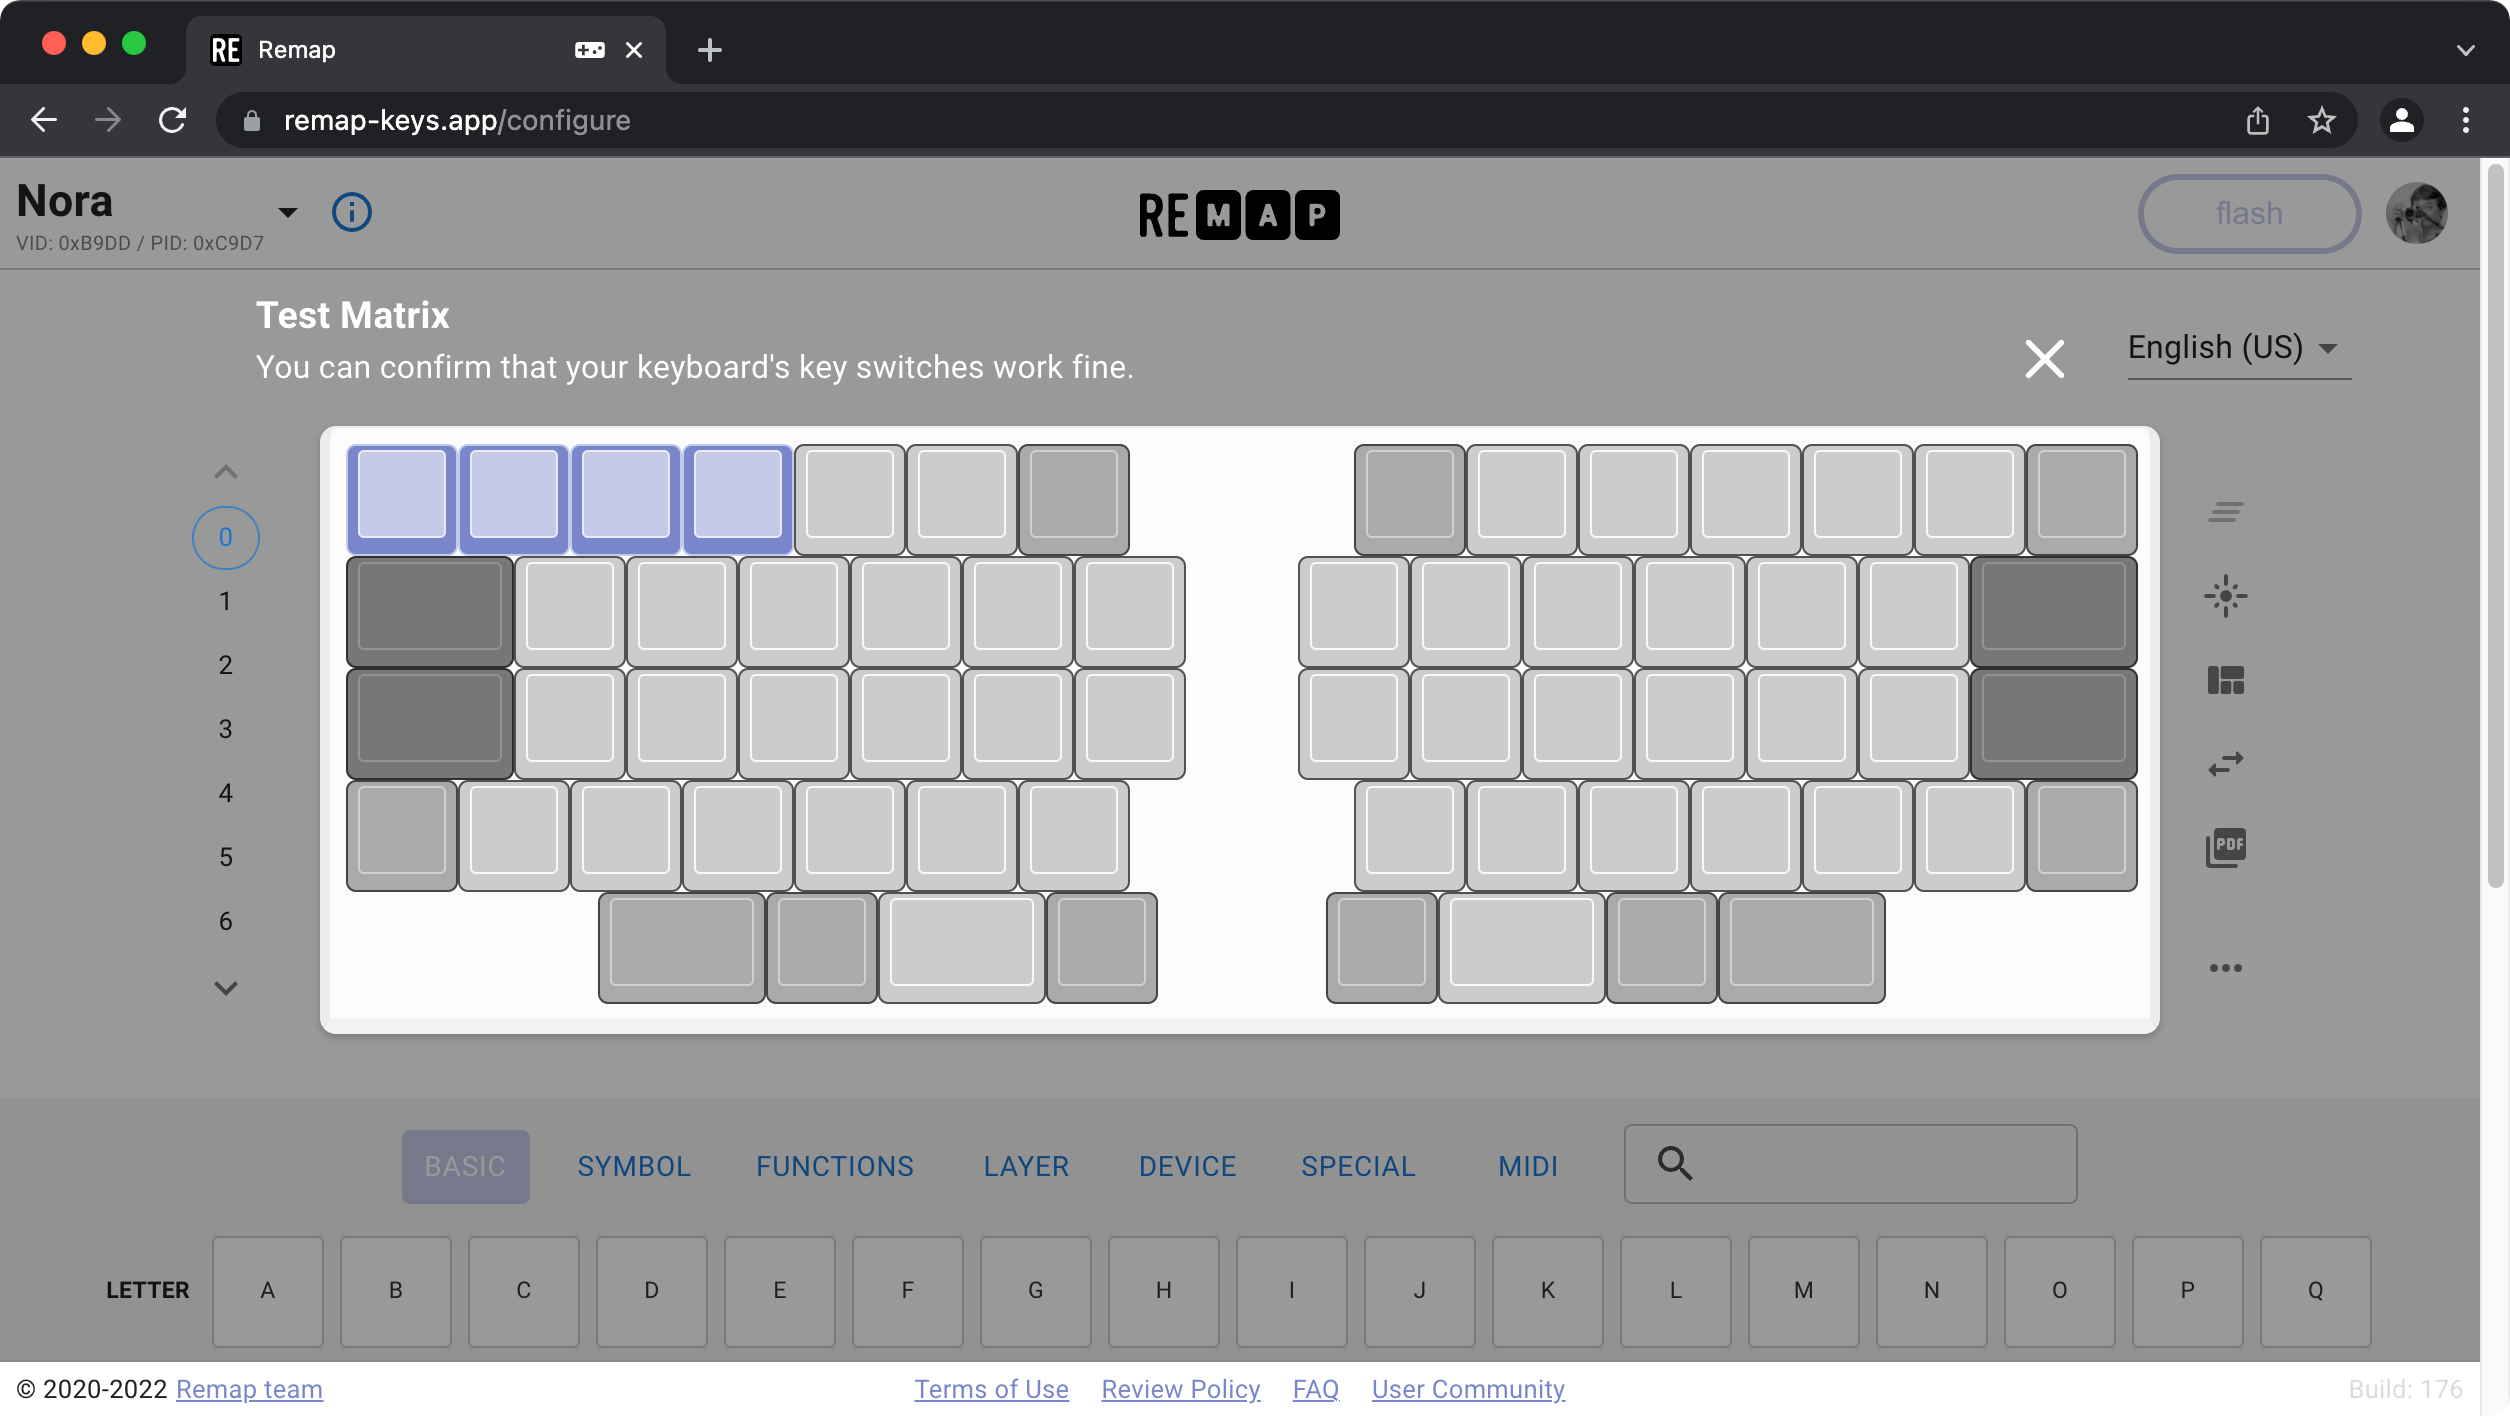 RE Remap
remap-keys.app/configure
Nora
VID: 0xB9DD / PID: 0xC9D7
REMAP
flash
Test Matrix
You can confirm that your keyboard's key switches work fine.
English (US)
0
1
2
3
4
5
6
PDF
BASIC SYMBOL FUNCTIONS LAYER DEVICE SPECIAL MIDI
LETTER A B C D E F G H I J K L M N O P Q
© 2020-2022 Remap team Terms of Use Review Policy FAQ User Community Build: 176